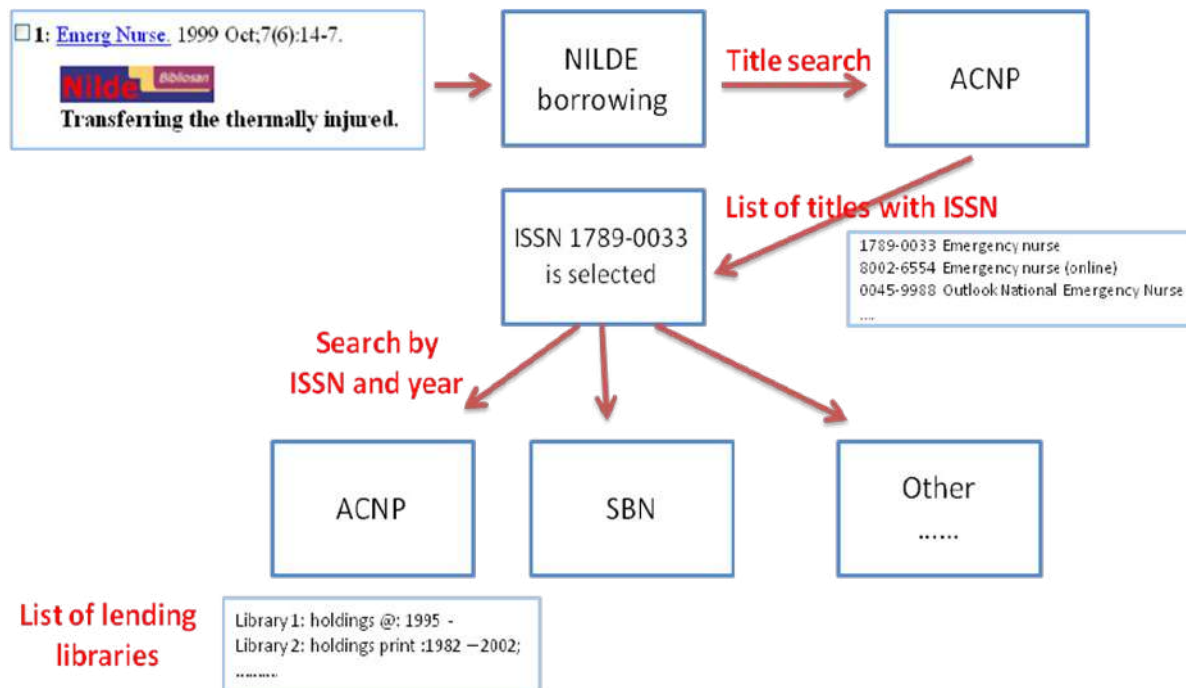 1: Emerg Nurse. 1999 Oct;7(6):14-7.
Nilde Bibliosan
Transferring the thermally injured.
NILDE
borrowing
Title search
ACNP
List of titles with ISSN
ISSN 1789-0033
is selected
1789-0033 Emergency nurse
8002-6554 Emergency nurse (online)
0045-9988 Outlook National Emergency Nurse
....
Search by
ISSN and year
ACNP
SBN
Other
......
List of lending
libraries
Library 1: holdings @: 1995 -
Library 2: holdings print :1982 –2002;
.........